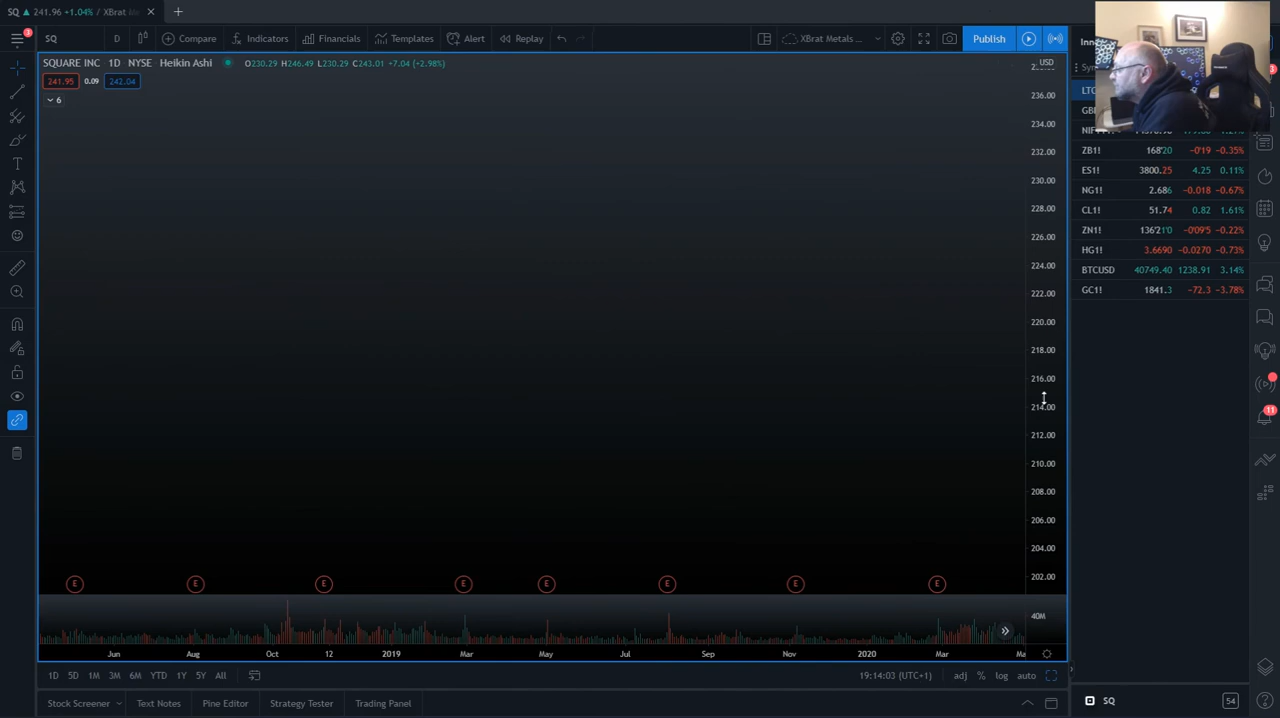 SQ ▲ 241.96 +1.04% / XBrat
3
SQ D Compare Indicators Financials Templates Alert Replay XBrat Metals ... Publish
SQUARE INC 1D NYSE Heikin Ashi O230.29 H246.49 L230.29 C243.01 +7.04 (+2.98%)
241.95 0.09 242.04
6
USD
236.00
234.00
232.00
230.00
228.00
226.00
224.00
222.00
220.00
218.00
216.00
214.00
212.00
210.00
208.00
206.00
204.00
202.00
E E E E E E E E
40M
Jun Aug Oct 12 2019 Mar May Jul Sep Nov 2020 Mar
1D 5D 1M 3M 6M YTD 1Y 5Y All
19:14:03 (UTC+1) adj % log auto
Stock Screener Text Notes Pine Editor Strategy Tester Trading Panel
ZB1! 168'20 −0'19 −0.35%
ES1! 3800.25 4.25 0.11%
NG1! 2.686 −0.018 −0.67%
CL1! 51.74 0.82 1.61%
ZN1! 136'21'0 −0'09'5 −0.22%
HG1! 3.6690 −0.0270 −0.73%
BTCUSD 40749.40 1238.91 3.14%
GC1! 1841.3 −72.3 −3.78%
11
SQ 54